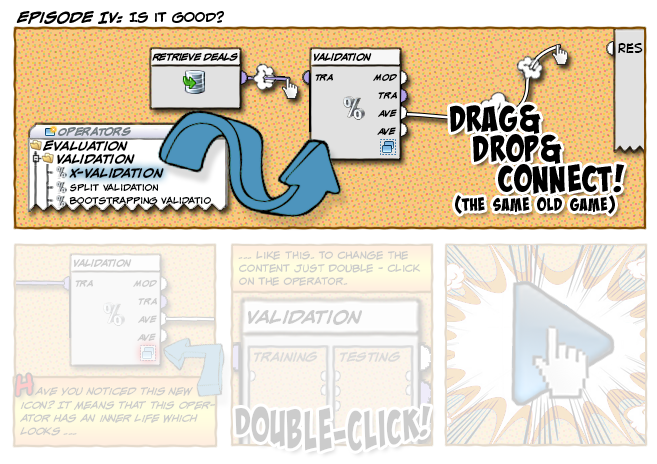 EPISODE IV: IS IT GOOD?
RETRIEVE DEALS
VALIDATION
RES
TRA
MOD
TRA
%
AVE
AVE
OPERATORS
EVALUATION
VALIDATION
% X-VALIDATION
% SPLIT VALIDATION
% BOOTSTRAPPING VALIDATIO
DRAG&
DROP&
CONNECT!
(THE SAME OLD GAME)
VALIDATION
TRA
MOD
TRA
%
AVE
AVE
HAVE YOU NOTICED THIS NEW
ICON? IT MEANS THAT THIS OPER-
ATOR HAS AN INNER LIFE WHICH
LOOKS ....
.... LIKE THIS. TO CHANGE THE
CONTENT JUST DOUBLE - CLICK
ON THE OPERATOR.
VALIDATION
TRAINING
TESTING
DOUBLE-CLICK!